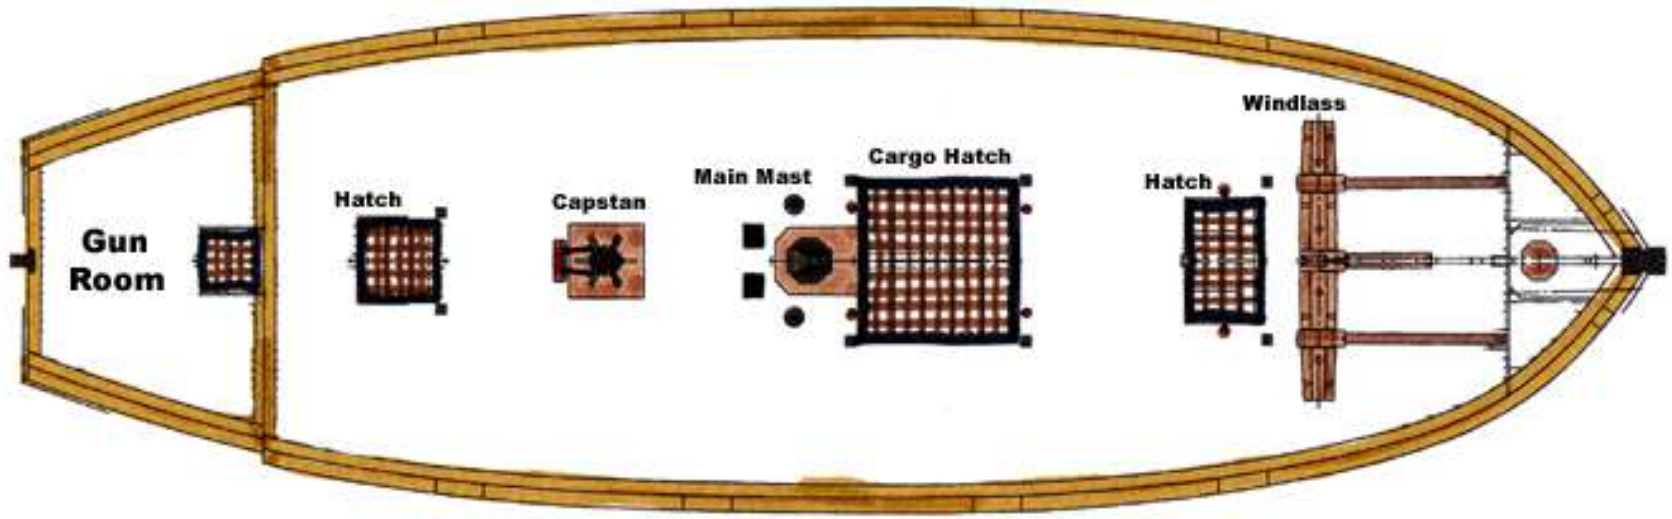 Gun
Room
Hatch
Capstan
Main Mast
Cargo Hatch
Hatch
Windlass